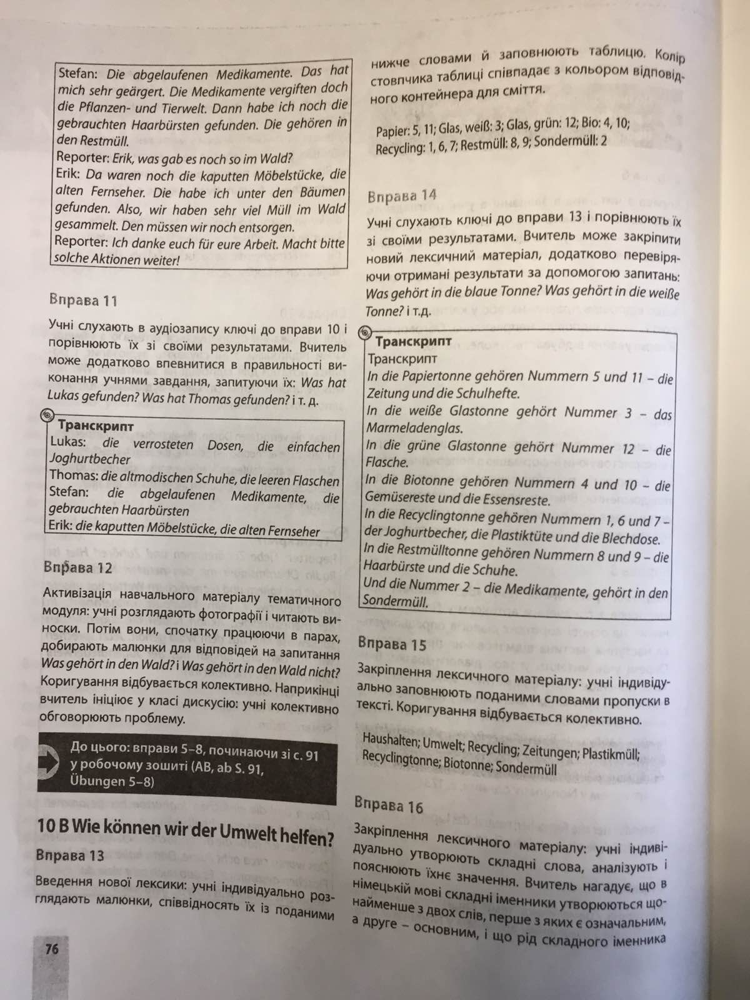 Stefan: Die abgelaufenen Medikamente. Das hat
mich sehr geärgert. Die Medikamente vergiften doch
die Pflanzen- und Tierwelt. Dann habe ich noch die
gebrauchten Haarbürsten gefunden. Die gehören in
den Restmüll.
Reporter: Erik, was gab es noch so im Wald?
Erik: Da waren noch die kaputten Möbelstücke, die
alten Fernseher. Die habe ich unter den Bäumen
gefunden. Also, wir haben sehr viel Müll im Wald
gesammelt. Den müssen wir noch entsorgen.
Reporter: Ich danke euch für eure Arbeit. Macht bitte
solche Aktionen weiter!
Вправа 11
Учні слухають в аудіозапису ключі до вправи 10 і
порівнюють їх зі своїми результатами. Вчитель
може додатково впевнитися в правильності ви-
конання учнями завдання, запитуючи їх: Was hat
Lukas gefunden? Was hat Thomas gefunden? і т. д.
Транскрипт
Lukas: die verrosteten Dosen, die einfachen
Joghurtbecher
Thomas: die altmodischen Schuhe, die leeren Flaschen
Stefan: die abgelaufenen Medikamente, die
gebrauchten Haarbürsten
Erik: die kaputten Möbelstücke, die alten Fernseher
Вправа 12
Активізація навчального матеріалу тематичного
модуля: учні розглядають фотографії і читають ви-
носки. Потім вони, спочатку працюючи в парах,
добирають малюнки для відповідей на запитання
Was gehört in den Wald? і Was gehört in den Wald nicht?
Коригування відбувається колективно. Наприкінці
вчитель ініціює у класі дискусію: учні колективно
обговорюють проблему.
До цього: вправи 5–8, починаючи зі с. 91
у робочому зошиті (AB, ab S. 91,
Übungen 5–8)
10 B Wie können wir der Umwelt helfen?
Вправа 13
Введення нової лексики: учні індивідуально роз-
глядають малюнки, співвідносять їх із поданими
76
нижче словами й заповнюють таблицю. Колір
стовпчика таблиці співпадає з кольором відповід-
ного контейнера для сміття.
Papier: 5, 11; Glas, weiß: 3; Glas, grün: 12; Bio: 4, 10;
Recycling: 1, 6, 7; Restmüll: 8, 9; Sondermüll: 2
Вправа 14
Учні слухають ключі до вправи 13 і порівнюють їх
зі своїми результатами. Вчитель може закріпити
новий лексичний матеріал, додатково перевіря-
ючи отримані результати за допомогою запитань:
Was gehört in die blaue Tonne? Was gehört in die weiße
Tonne? і т.д.
Транскрипт
Транскрипт
In die Papiertonne gehören Nummern 5 und 11 – die
Zeitung und die Schulhefte.
In die weiße Glastonne gehört Nummer 3 – das
Marmeladenglas.
In die grüne Glastonne gehört Nummer 12 – die
Flasche.
In die Biotonne gehören Nummern 4 und 10 – die
Gemüsereste und die Essensreste.
In die Recyclingtonne gehören Nummern 1, 6 und 7 –
der Joghurtbecher, die Plastiktüte und die Blechdose.
In die Restmülltonne gehören Nummern 8 und 9 – die
Haarbürste und die Schuhe.
Und die Nummer 2 – die Medikamente, gehört in den
Sondermüll.
Вправа 15
Закріплення лексичного матеріалу: учні індивіду-
ально заповнюють поданими словами пропуски в
тексті. Коригування відбувається колективно.
Haushalten; Umwelt; Recycling; Zeitungen; Plastikmüll;
Recyclingtonne; Biotonne; Sondermüll
Вправа 16
Закріплення лексичного матеріалу: учні індиві-
дуально утворюють складні слова, аналізують і
пояснюють їхнє значення. Вчитель нагадує, що в
німецькій мові складні іменники утворюються що-
найменше з двох слів, перше з яких є означальним,
а друге – основним, і що рід складного іменника